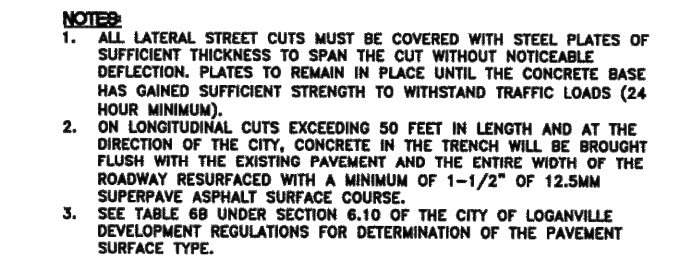 NOTES:
1. ALL LATERAL STREET CUTS MUST BE COVERED WITH STEEL PLATES OF
SUFFICIENT THICKNESS TO SPAN THE CUT WITHOUT NOTICEABLE
DEFLECTION. PLATES TO REMAIN IN PLACE UNTIL THE CONCRETE BASE
HAS GAINED SUFFICIENT STRENGTH TO WITHSTAND TRAFFIC LOADS (24
HOUR MINIMUM).
2. ON LONGITUDINAL CUTS EXCEEDING 50 FEET IN LENGTH AND AT THE
DIRECTION OF THE CITY, CONCRETE IN THE TRENCH WILL BE BROUGHT
FLUSH WITH THE EXISTING PAVEMENT AND THE ENTIRE WIDTH OF THE
ROADWAY RESURFACED WITH A MINIMUM OF 1-1/2" OF 12.5MM
SUPERPAVE ASPHALT SURFACE COURSE.
3. SEE TABLE 6B UNDER SECTION 6.10 OF THE CITY OF LOGANVILLE
DEVELOPMENT REGULATIONS FOR DETERMINATION OF THE PAVEMENT
SURFACE TYPE.